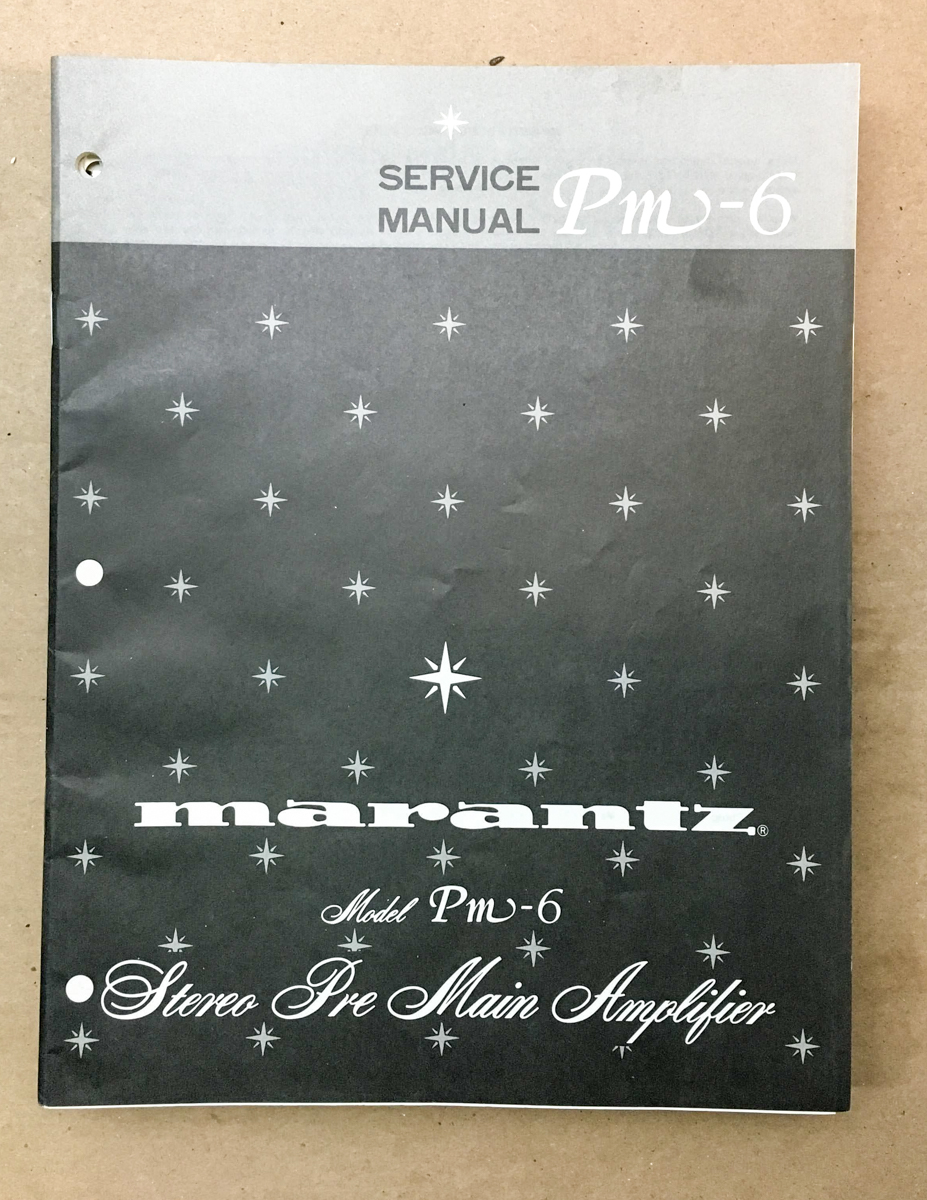 SERVICE
MANUAL Pm-6
marantz®
Model Pm-6
Stereo Pre Main Amplifier